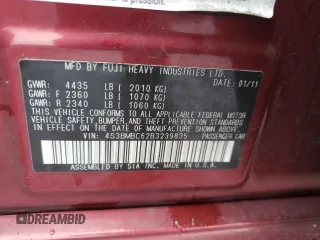 MFD BY FUJI HEAVY INDUSTRIES LTD.
GVWR: 4435 LB ( 2010 KG) DATE: 01/11
GAWR: F 2360 LB ( 1070 KG)
GAWR: R 2340 LB ( 1060 KG)
THIS VEHICLE CONFORMS TO ALL APPLICABLE FEDERAL MOTOR
VEHICLE SAFETY, BUMPER, AND THEFT PREVENTION STANDARDS IN
EFFECT ON THE DATE OF MANUFACTURE SHOWN ABOVE.
VIN: 4S3BMBC62B3239835 PASSENGER CAR
ASSEMBLED BY SIA INC. IN U.S.A.